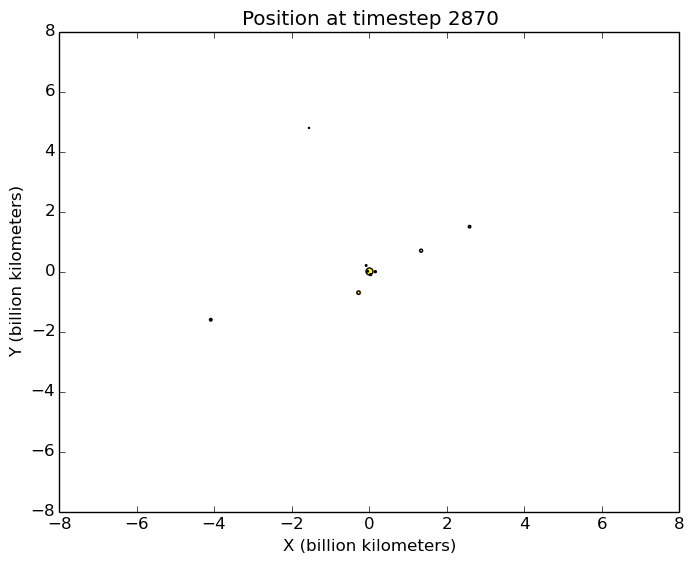 Position at timestep 2870
8
6
4
2
0
−2
−4
−6
−8
Y (billion kilometers)
−8 −6 −4 −2 0 2 4 6 8
X (billion kilometers)